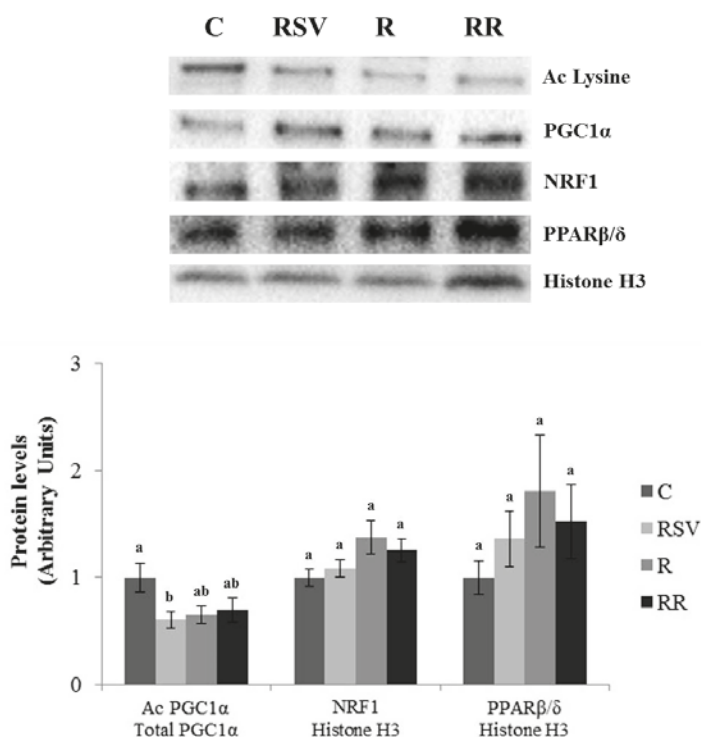 C RSV R RR
Ac Lysine
PGC1α
NRF1
PPARβ/δ
Histone H3
3
2
1
0
Protein levels
(Arbitrary Units)
a b ab ab
a a a a
a a a a
C
RSV
R
RR
Ac PGC1α NRF1 PPARβ/δ
Total PGC1α Histone H3 Histone H3